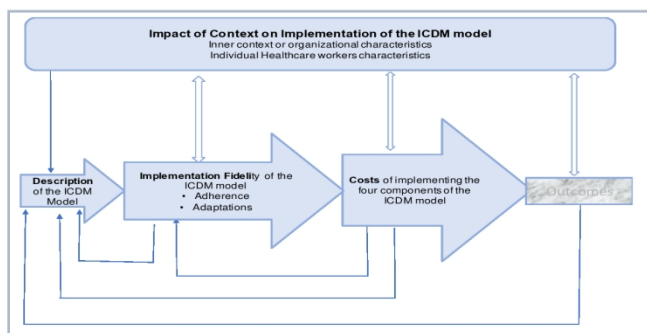 Impact of Context on Implementation of the ICDM model
Inner context or organizational characteristics
Individual Healthcare workers characteristics
Description
of the ICDM
Model
Implementation Fidelity of the
ICDM model
• Adherence
• Adaptations
Costs of implementing the
four components of the
ICDM model
Outcomes